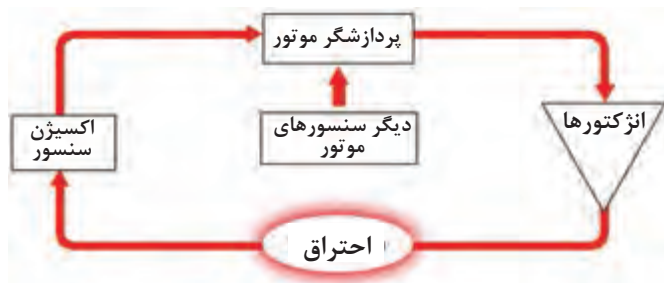 پردازشگر موتور
انژکتورها
دیگر سنسورهای
موتور
اکسیژن
سنسور
احتراق